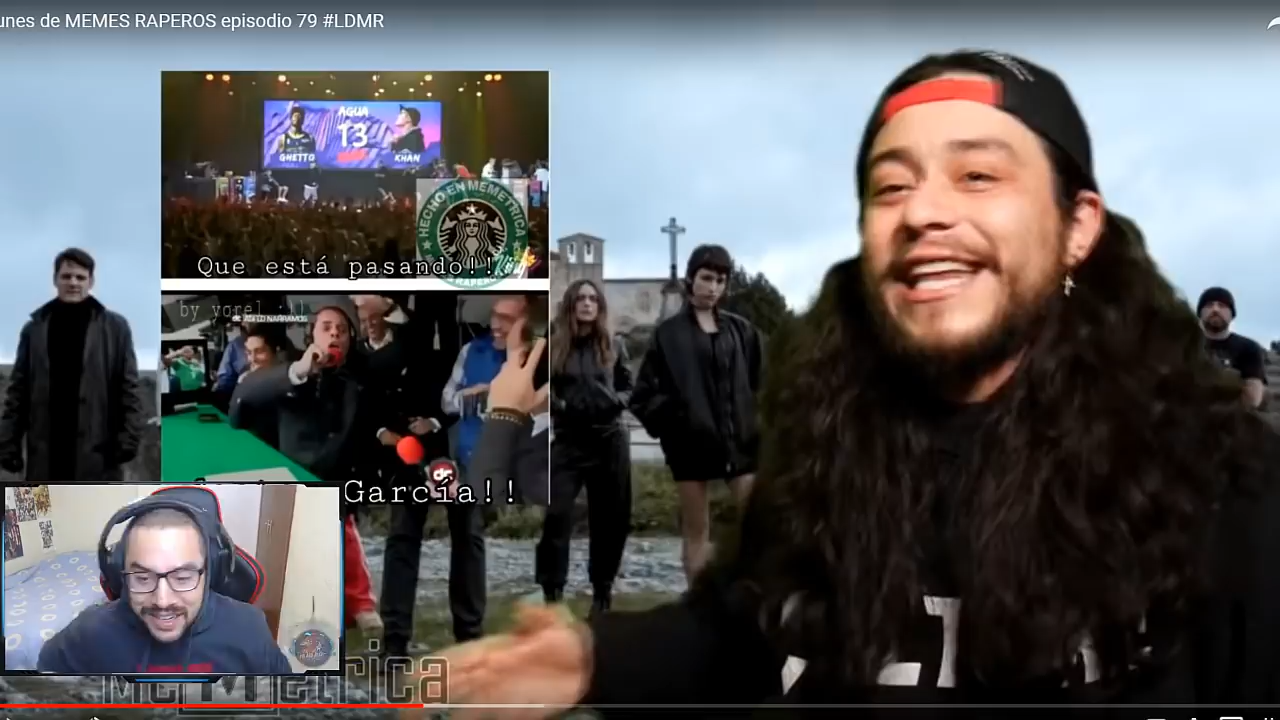 unes de MEMES RAPEROS episodio 79 #LDMR
AGUA
13
GHETTO
KHAN
HECHO EN MEMETRICA
Que está pasando!!
by yorel :))
García!!
MeMetrica